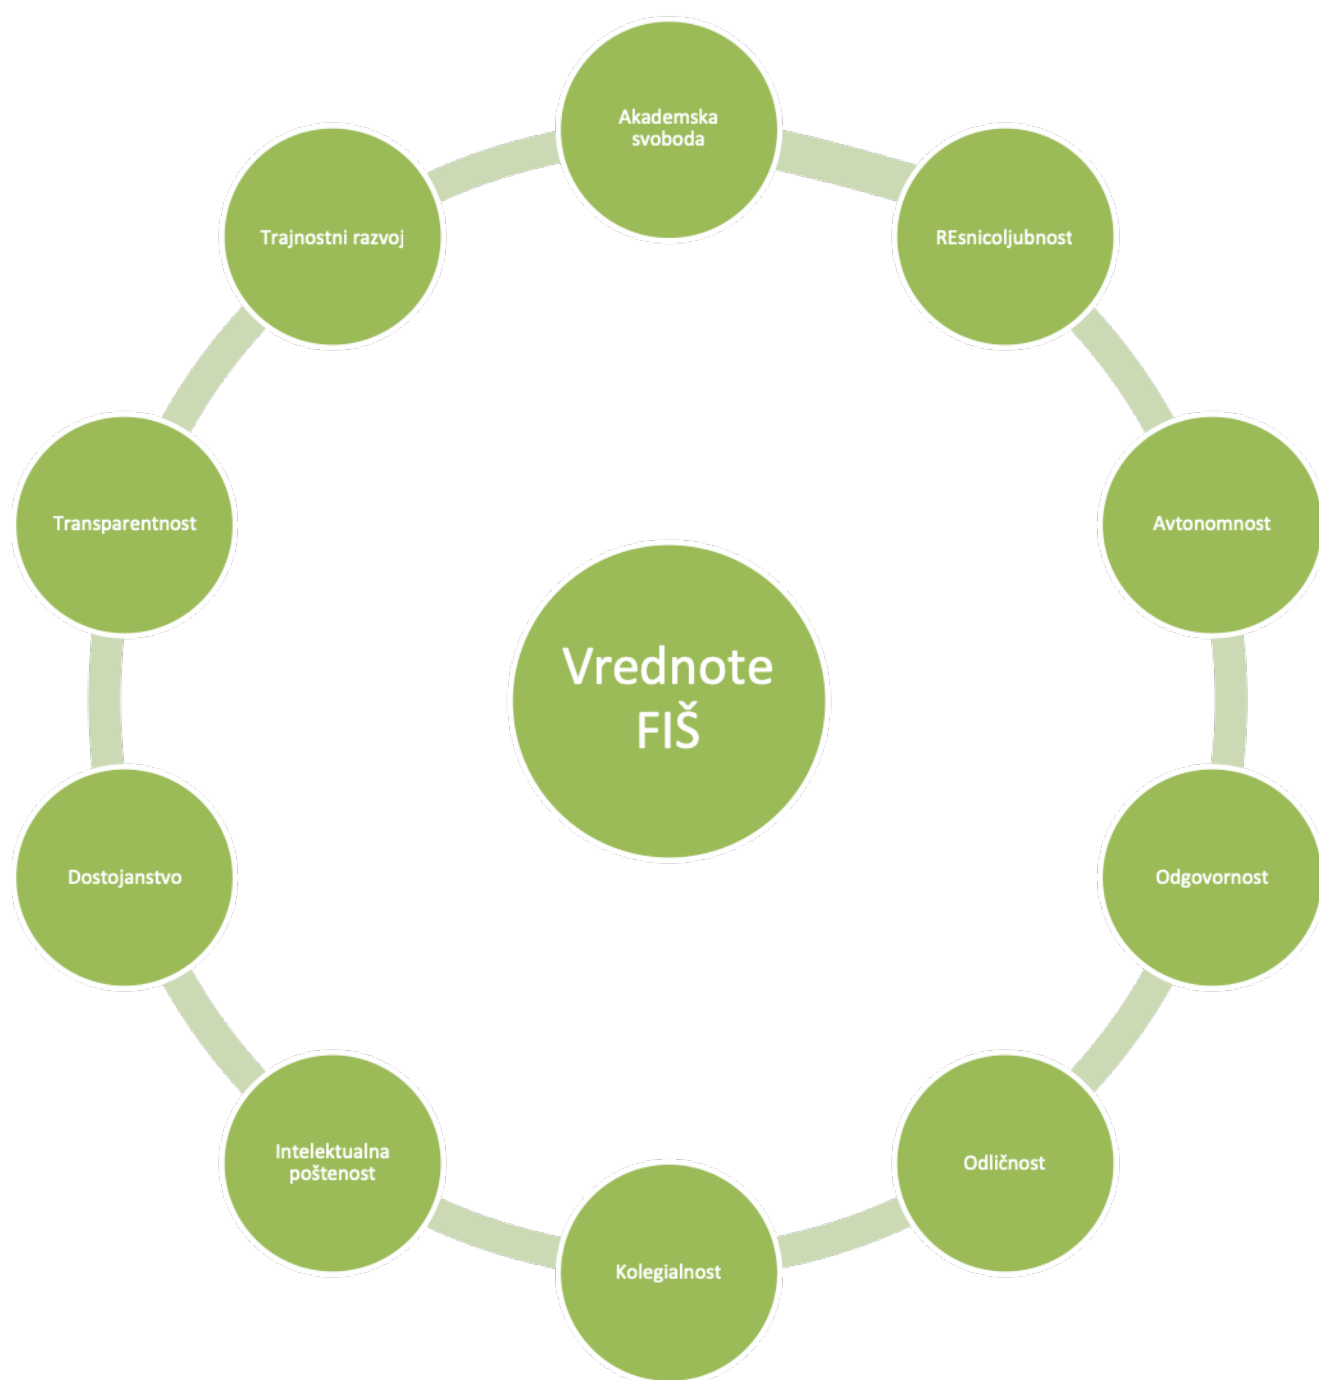 Akademska
svoboda
REsnicoljubnost
Avtonomnost
Odgovornost
Odličnost
Kolegialnost
Intelektualna
poštenost
Dostojanstvo
Transparentnost
Trajnostni razvoj
Vrednote
FIŠ